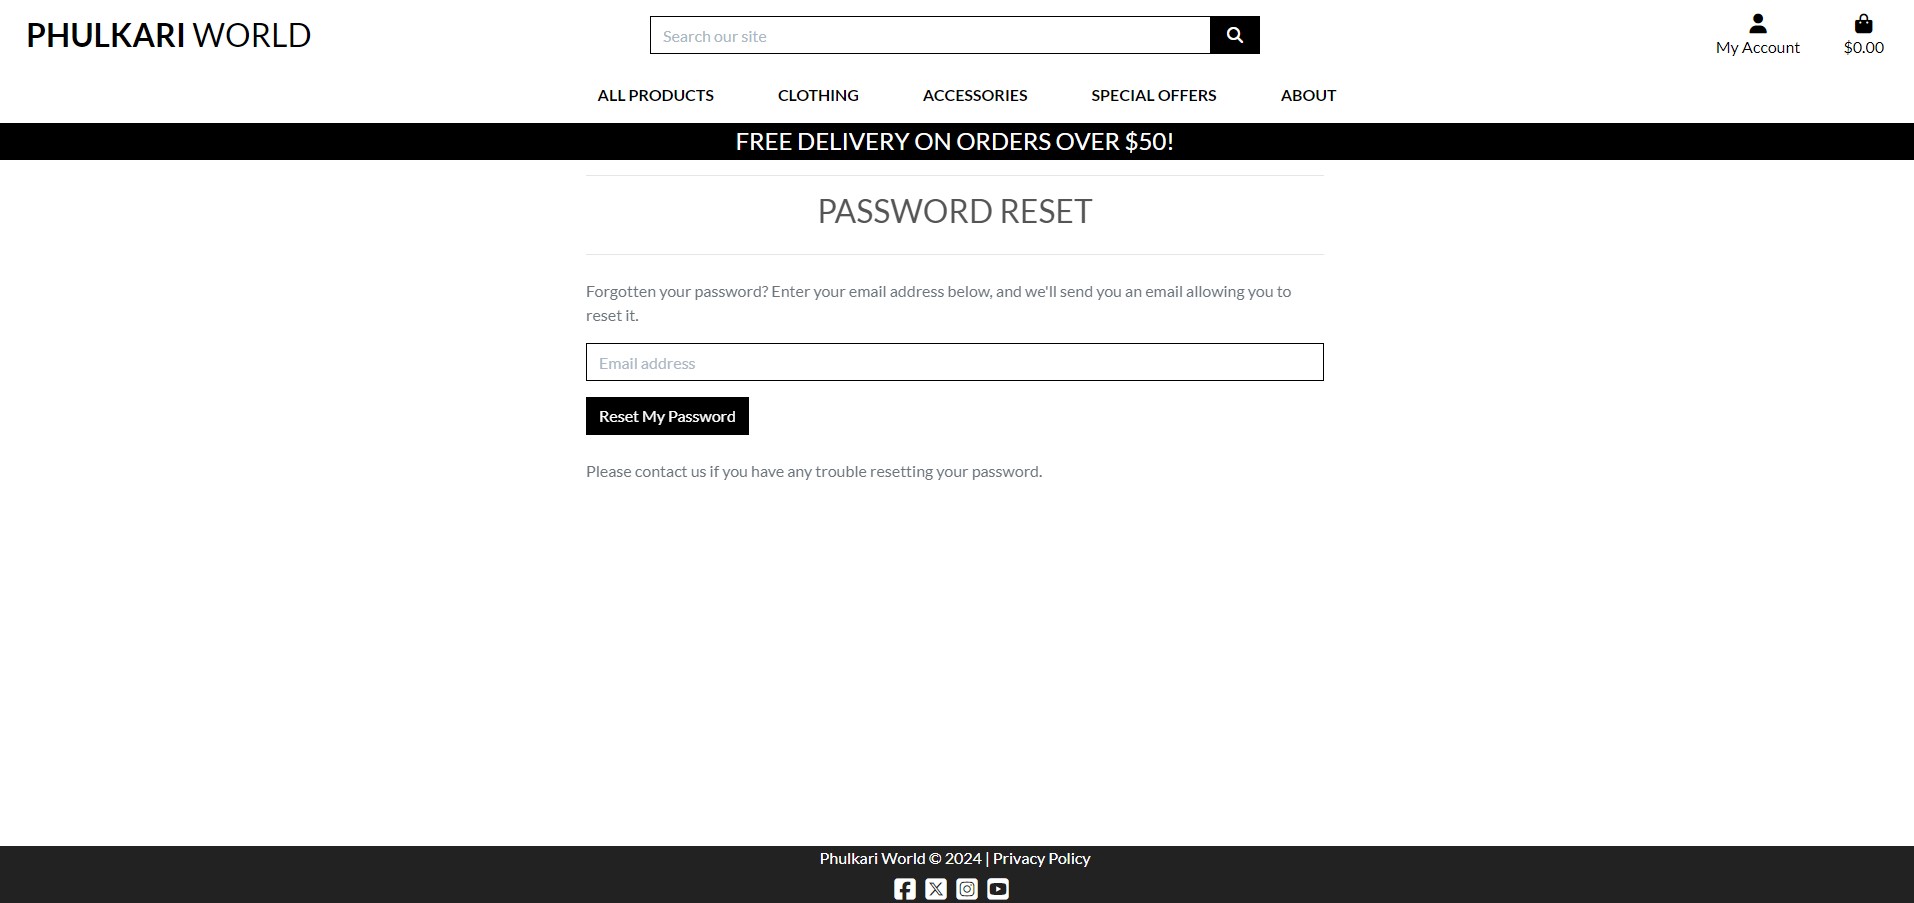 PHULKARI WORLD
Search our site
My Account
$0.00
ALL PRODUCTS
CLOTHING
ACCESSORIES
SPECIAL OFFERS
ABOUT
FREE DELIVERY ON ORDERS OVER $50!
PASSWORD RESET
Forgotten your password? Enter your email address below, and we'll send you an email allowing you to
reset it.
Email address
Reset My Password
Please contact us if you have any trouble resetting your password.
Phulkari World © 2024 | Privacy Policy